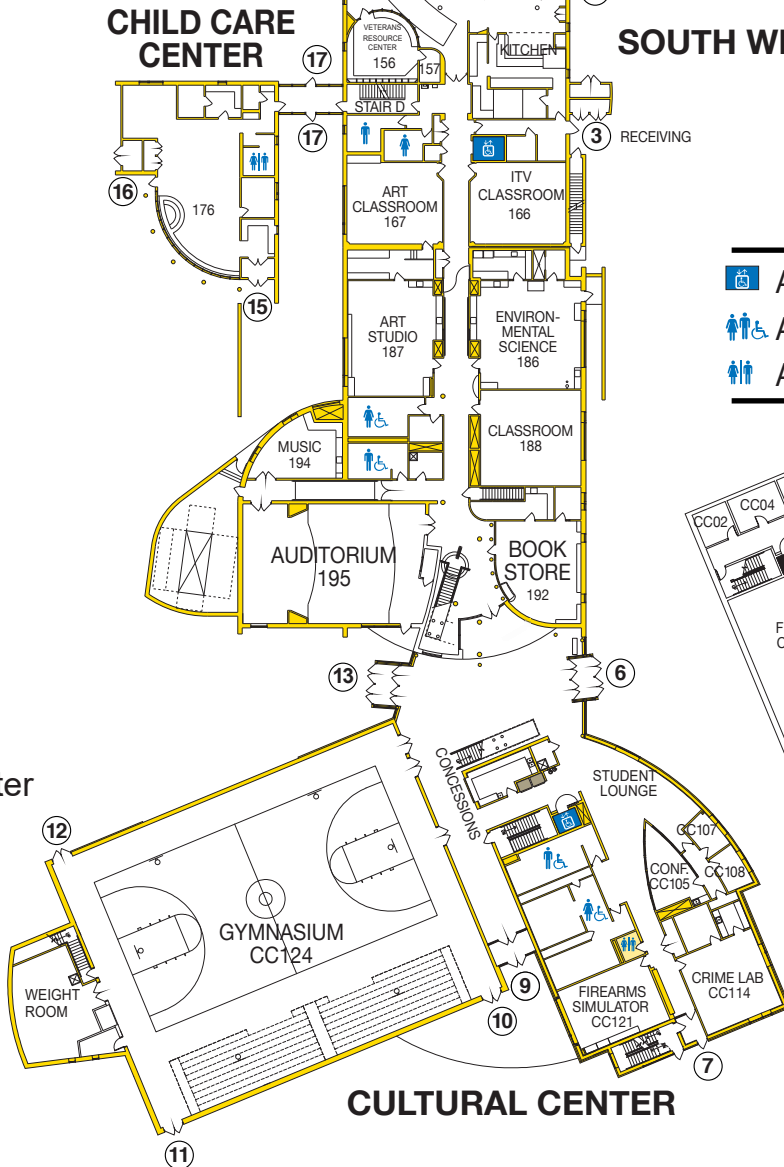 CHILD CARE
CENTER
SOUTH
VETERANS
RESOURCE
CENTER
156
157
KITCHEN
17
STAIR D
17
3
RECEIVING
16
176
ART
CLASSROOM
167
ITV
CLASSROOM
166
15
ART
STUDIO
187
ENVIRON-
MENTAL
SCIENCE
186
A
A
A
MUSIC
194
CLASSROOM
188
CC02
CC04
AUDITORIUM
195
BOOK
STORE
192
F
C
13
6
CONCESSIONS
STUDENT
LOUNGE
12
CC107
CONF.
CC105
CC108
GYMNASIUM
CC124
WEIGHT
ROOM
9
10
FIREARMS
SIMULATOR
CC121
CRIME LAB
CC114
7
CULTURAL CENTER
11